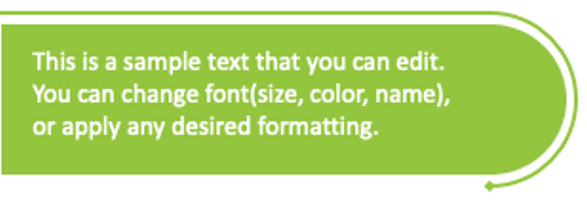 This is a sample text that you can edit.
You can change font(size, color, name),
or apply any desired formatting.